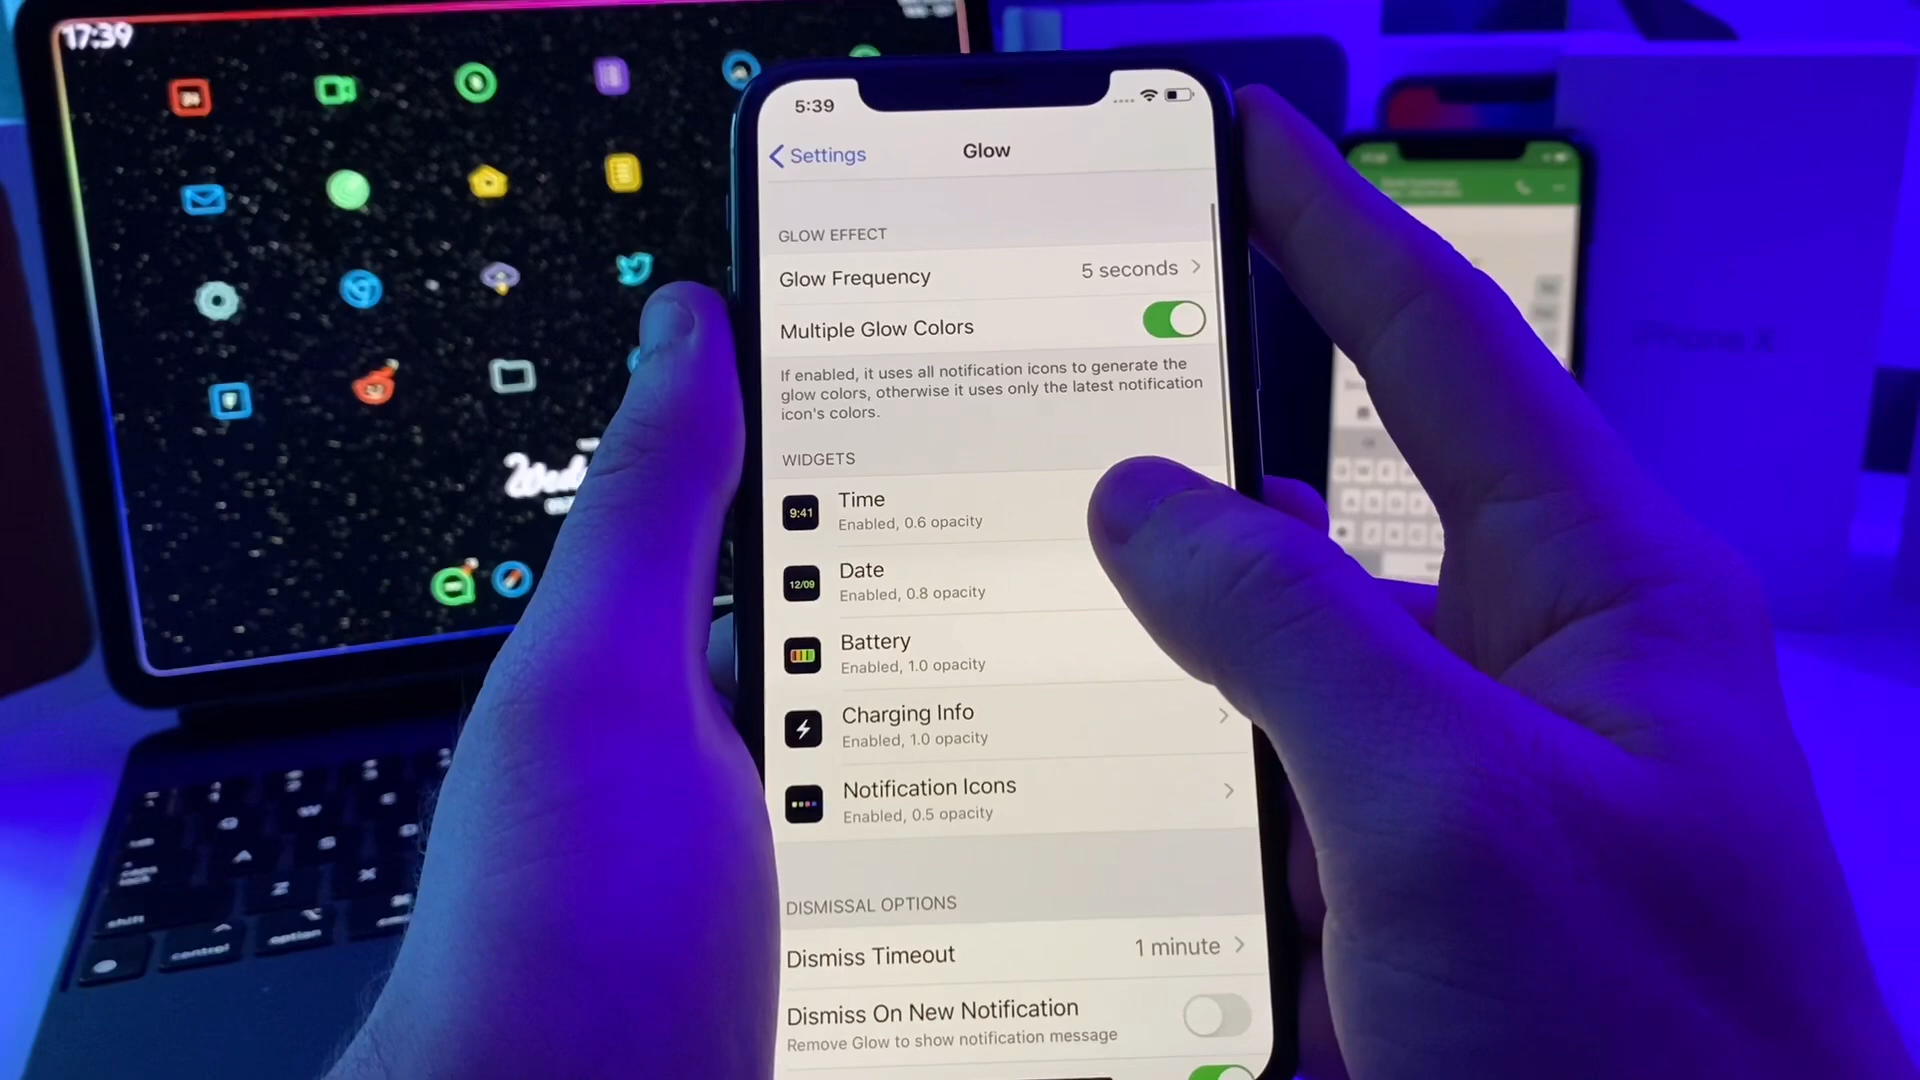 17:39
5:39
Settings
Glow
GLOW EFFECT
Glow Frequency
5 seconds
Multiple Glow Colors
If enabled, it uses all notification icons to generate the
glow colors, otherwise it uses only the latest notification
icon's colors.
WIDGETS
9:41
Time
Enabled, 0.6 opacity
12/09
Date
Enabled, 0.8 opacity
Battery
Enabled, 1.0 opacity
Charging Info
Enabled, 1.0 opacity
Notification Icons
Enabled, 0.5 opacity
DISMISSAL OPTIONS
Dismiss Timeout
1 minute
Dismiss On New Notification
Remove Glow to show notification message
iPhone X
W
A
S
Z
X
shift
control
option